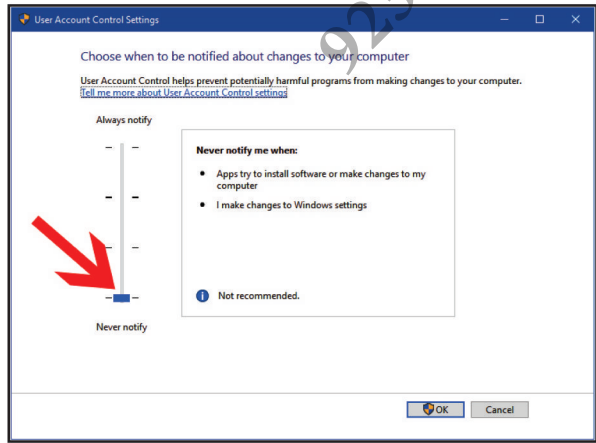 User Account Control Settings
Choose when to be notified about changes to your computer
User Account Control helps prevent potentially harmful programs from making changes to your computer.
Tell me more about User Account Control settings
Always notify
Never notify me when:
• Apps try to install software or make changes to my
computer
• I make changes to Windows settings
Not recommended.
Never notify
OK Cancel